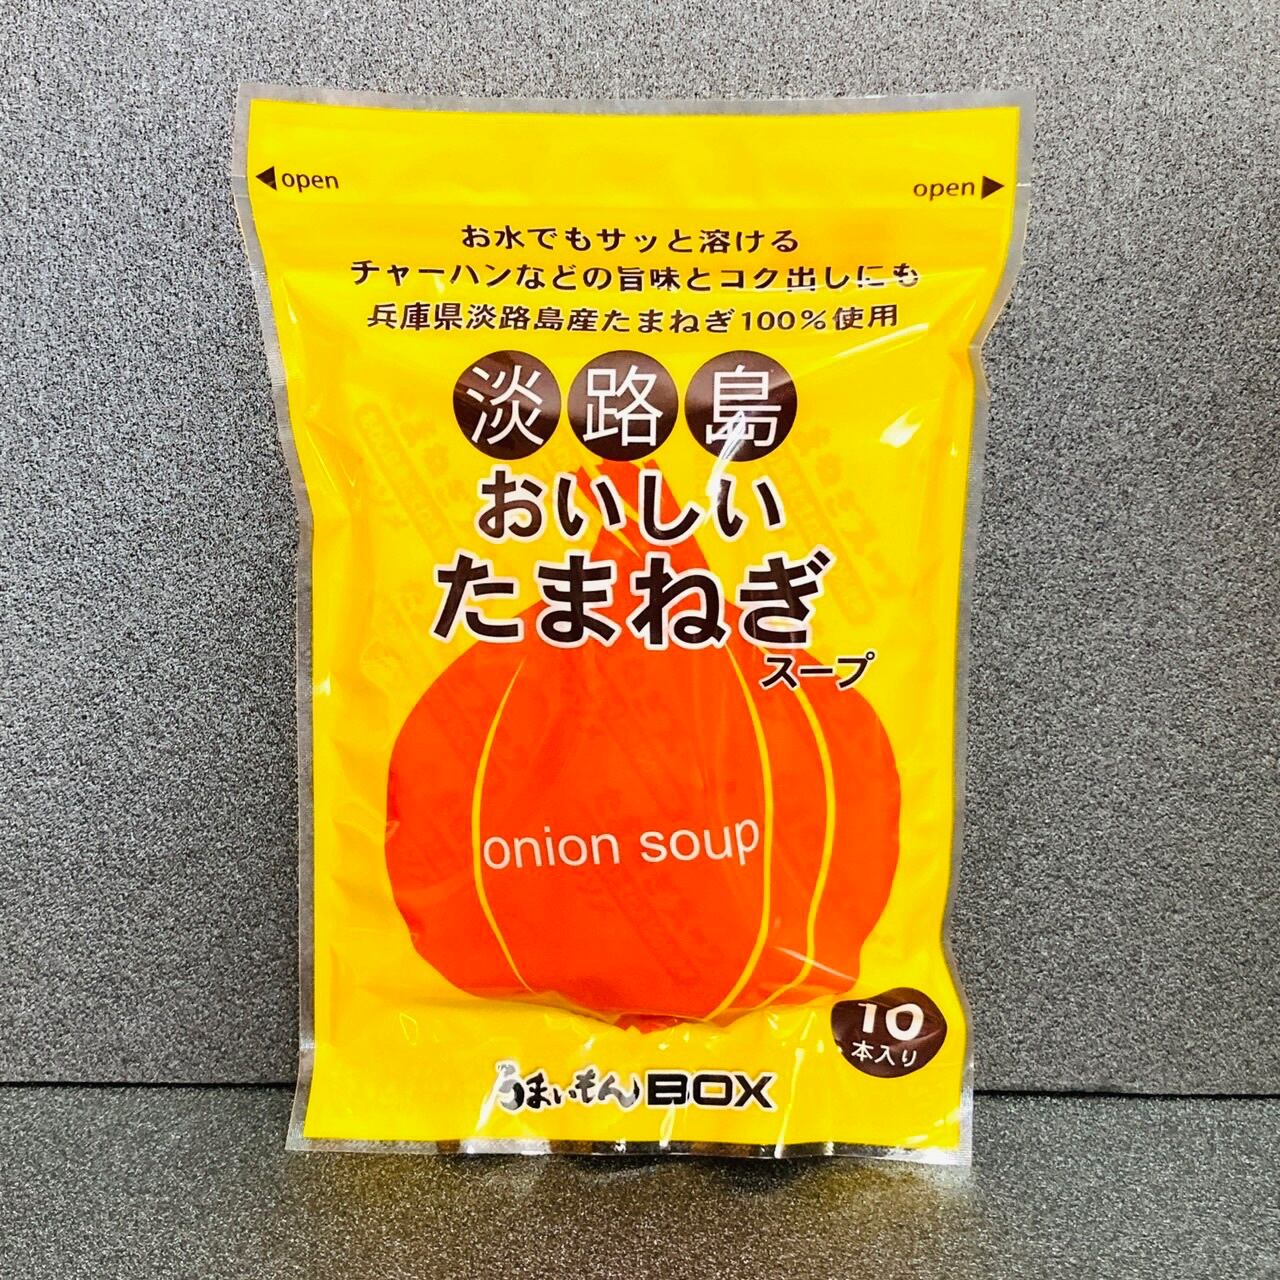 open open
お水でもサッと溶ける
チャーハンなどの旨味とコク出しにも
兵庫県淡路島産たまねぎ100%使用
淡路島
おいしい
たまねぎ
スープ
onion soup
10
本入り
うまいもんBOX